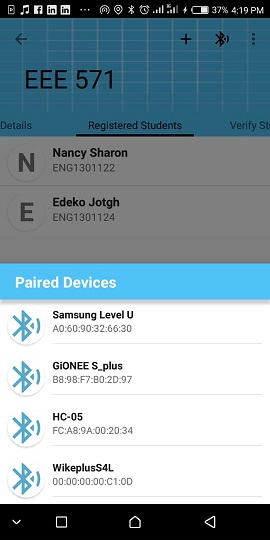 37% 4:19 PM
EEE 571
Details
Registered Students
Verify St
N
Nancy Sharon
ENG1301122
E
Edeko Jotgh
ENG1301124
Paired Devices
Samsung Level U
A0:60:90:32:66:30
GiONEE S_plus
B8:98:F7:B0:2D:97
HC-05
FC:A8:9A:00:20:34
WikeplusS4L
00:00:00:00:C1:0D